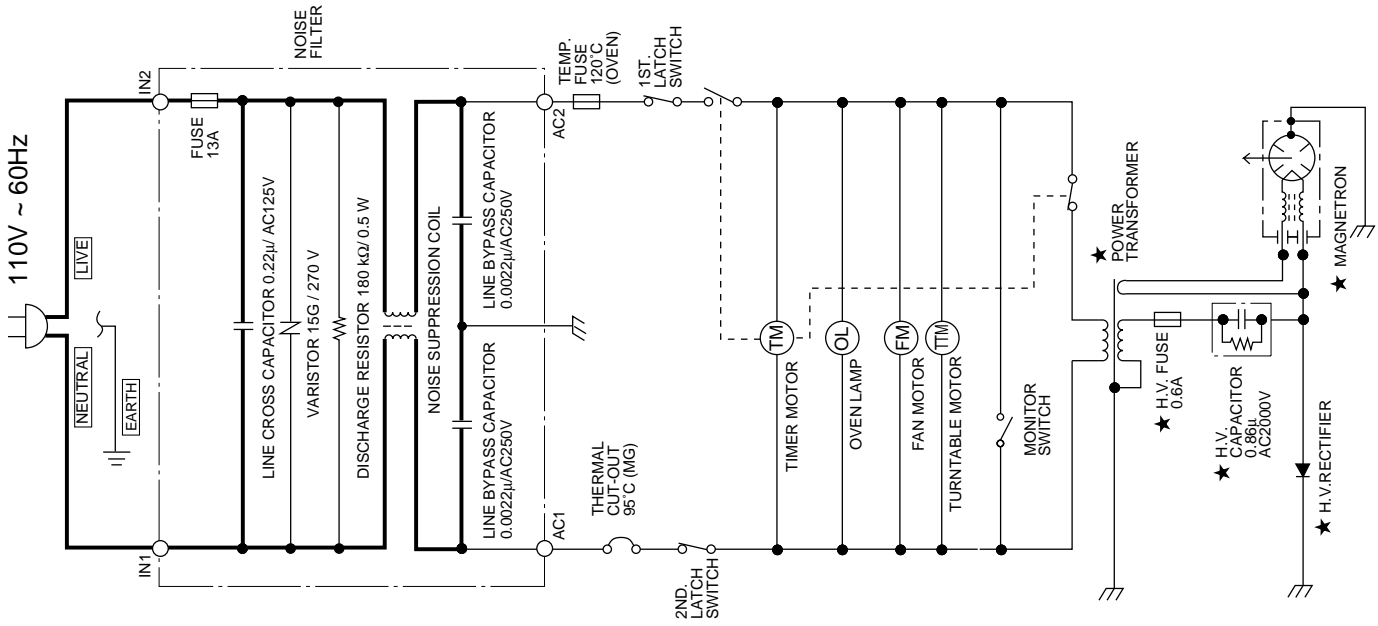 110V ~ 60Hz
NEUTRAL
LIVE
EARTH
IN1
IN2
NOISE
FILTER
FUSE
13A
LINE CROSS CAPACITOR 0.22µ/ AC125V
VARISTOR 15G / 270 V
DISCHARGE RESISTOR 180 kΩ/ 0.5 W
NOISE SUPPRESSION COIL
LINE BYPASS CAPACITOR
0.0022µ/AC250V
LINE BYPASS CAPACITOR
0.0022µ/AC250V
AC1
AC2
TEMP.
FUSE
120˚C
(OVEN)
THERMAL
CUT-OUT
95˚C (MG)
1ST.
LATCH
SWITCH
2ND.
LATCH
SWITCH
TM
TIMER MOTOR
OL
OVEN LAMP
FM
FAN MOTOR
TM
TURNTABLE MOTOR
MONITOR
SWITCH
★ POWER
TRANSFORMER
★ H.V. FUSE
0.6A
★ H.V.
CAPACITOR
0.86µ
AC2000V
★ H.V.RECTIFIER
★ MAGNETRON